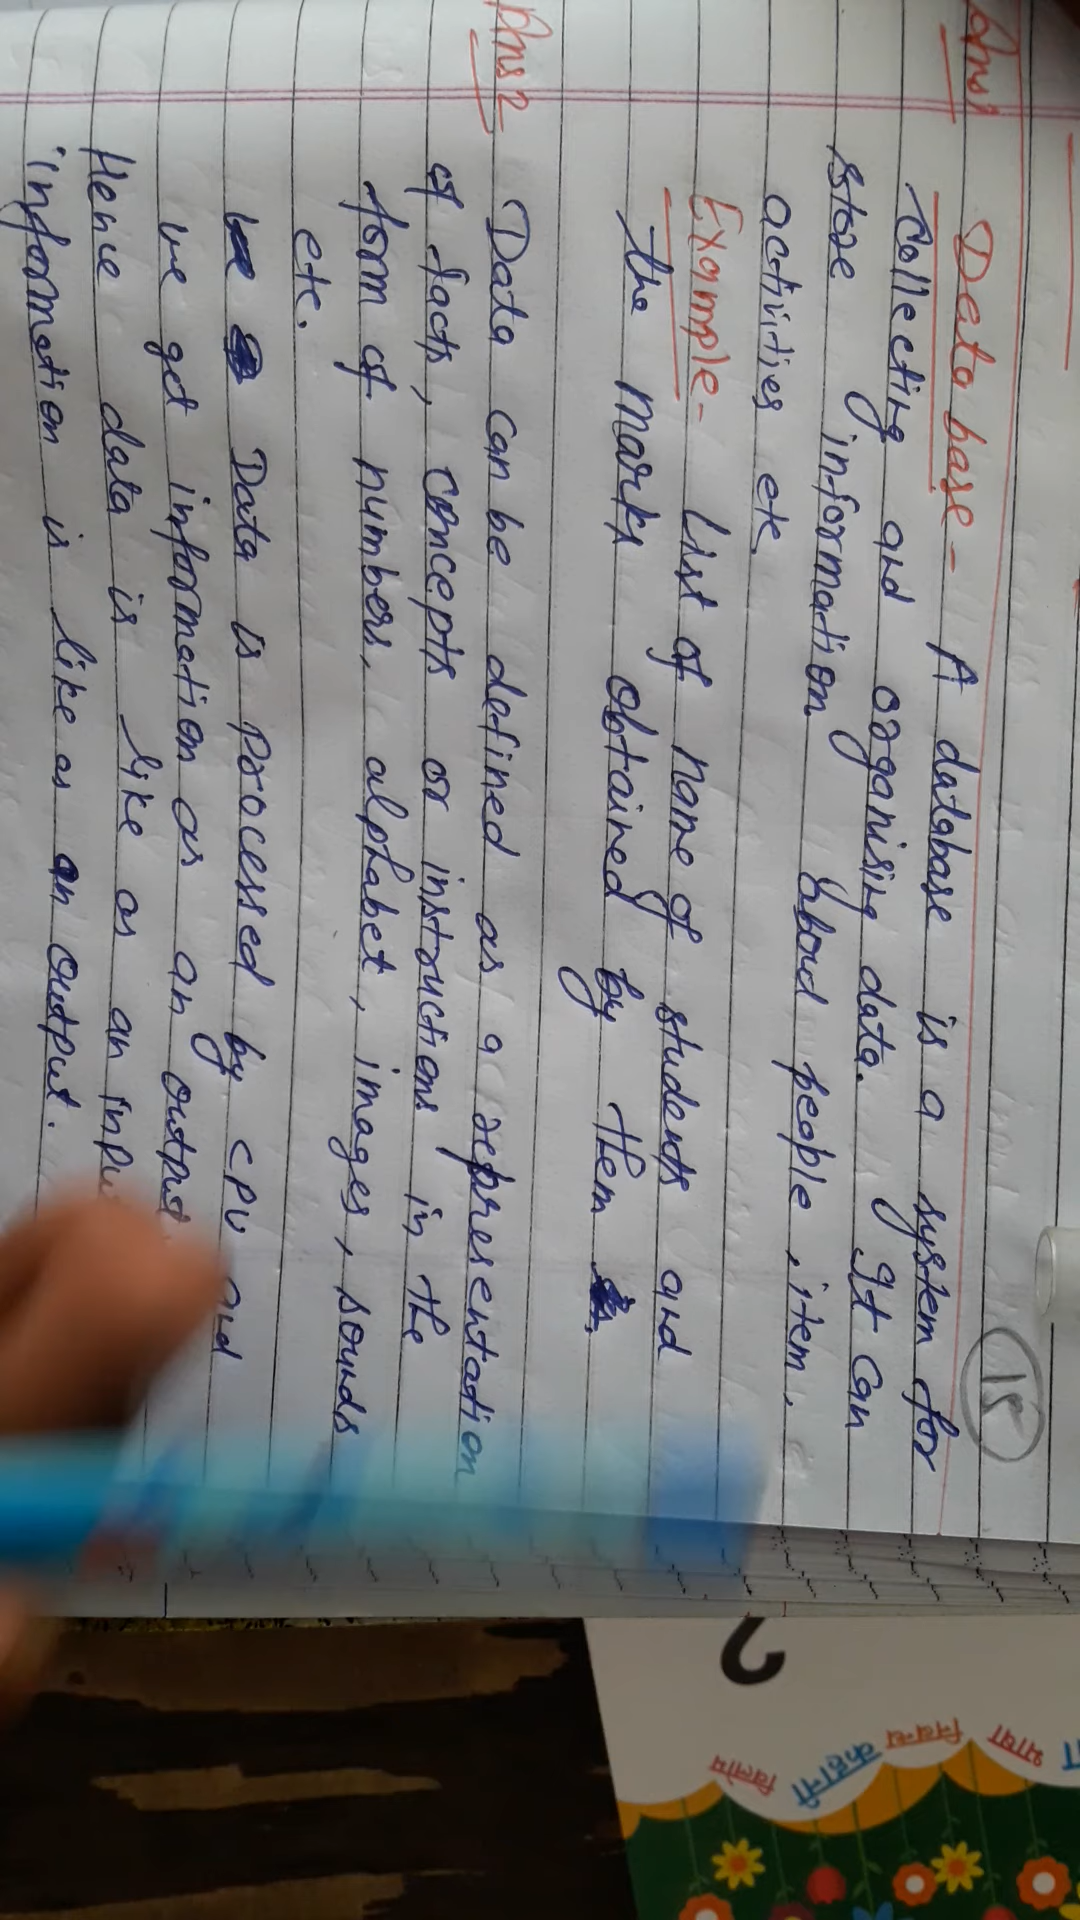 15
Ans1 Data base - A database is a system for
collecting and organising data. It can
store information about people, item,
activities etc
Example - List of name of students and
the marks obtained by them
Ans2 Data can be defined as a representation
of facts, concepts or instructions in the
form of numbers, alphabet, images, sounds
etc.
Data is processed by cpu and
we get information as an output
Hence data is like as an inpu
information is like as an output.
?
भाषा
निबन्ध
कहानी
विलोम